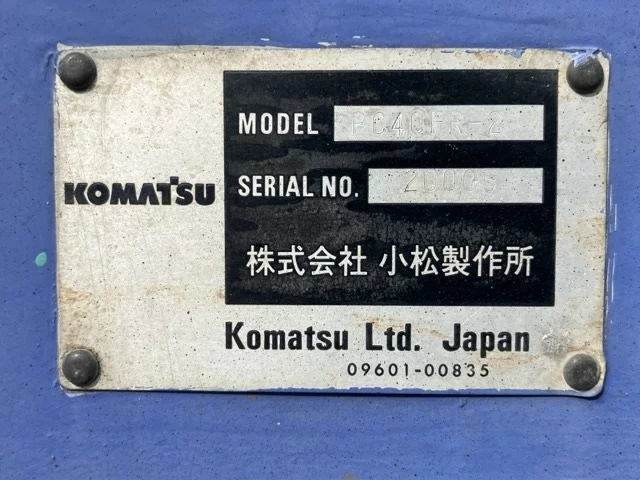 MODEL PC40FR-2
KOMATSU
SERIAL NO.
株式会社 小松製作所
Komatsu Ltd. Japan
09601-00835